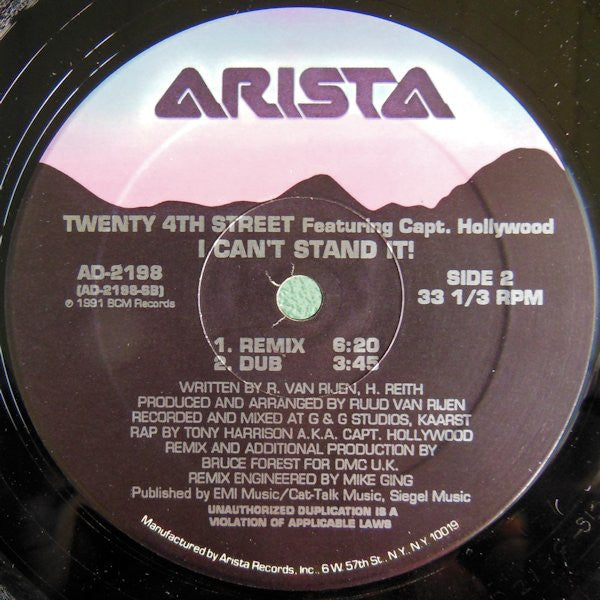 ARISTA
TWENTY 4TH STREET Featuring Capt. Hollywood
I CAN'T STAND IT!
AD-2198
(AD-2198-SB)
℗ 1991 BCM Records
SIDE 2
33 1/3 RPM
1. REMIX 6:20
2. DUB 3:45
WRITTEN BY R. VAN RIJEN, H. REITH
PRODUCED AND ARRANGED BY RUUD VAN RIJEN
RECORDED AND MIXED AT G & G STUDIOS, KAARST
RAP BY TONY HARRISON A.K.A. CAPT. HOLLYWOOD
REMIX AND ADDITIONAL PRODUCTION BY
BRUCE FOREST FOR DMC U.K.
REMIX ENGINEERED BY MIKE GING
Published by EMI Music/Cat-Talk Music, Siegel Music
UNAUTHORIZED DUPLICATION IS A
VIOLATION OF APPLICABLE LAWS
Manufactured by Arista Records, Inc., 6 W. 57th St., N.Y., N.Y. 10019